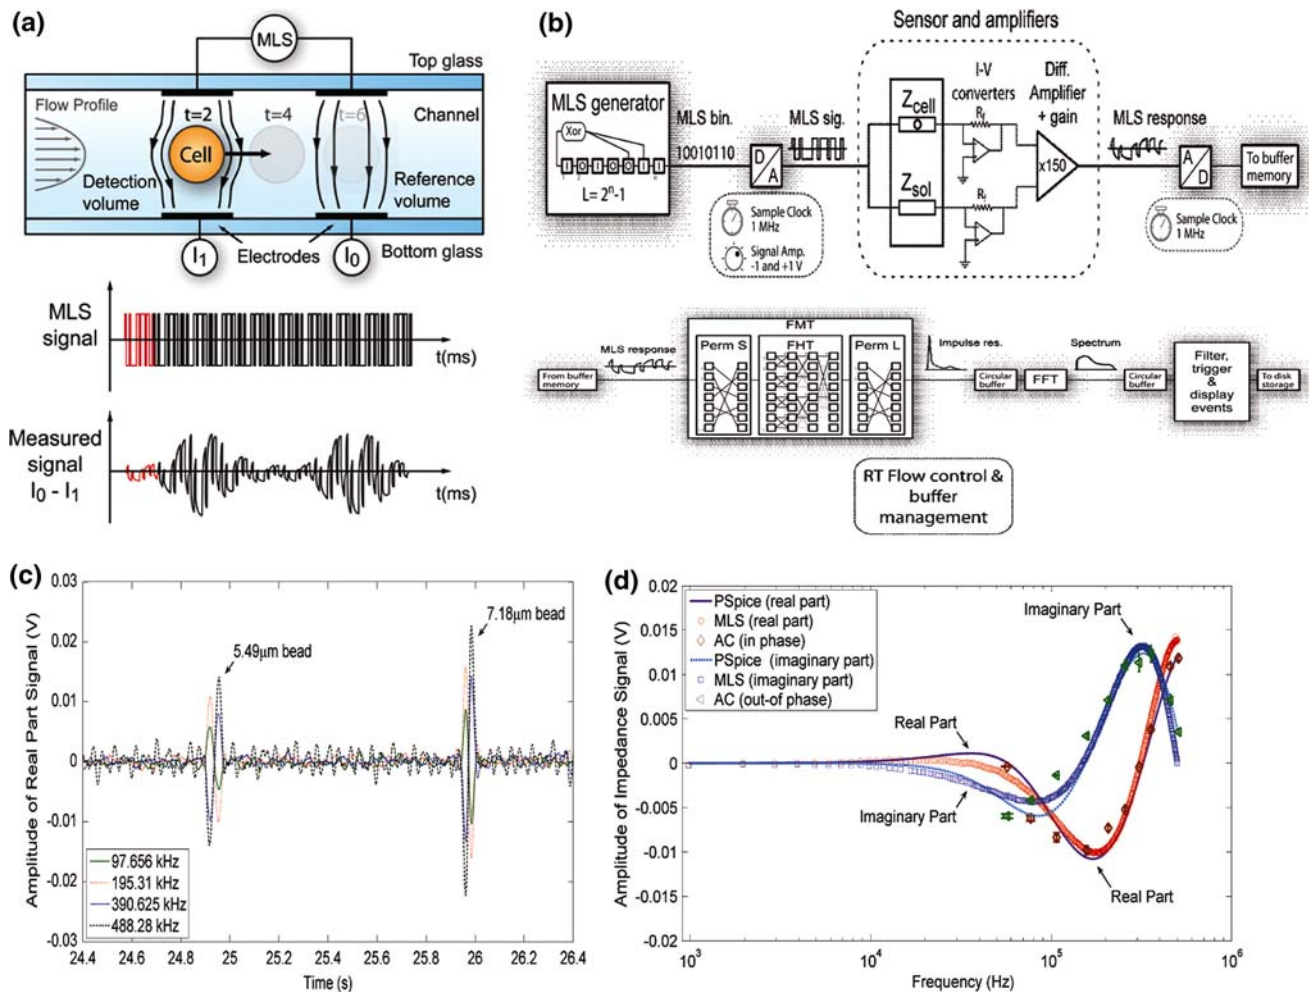 (a)
MLS
Top glass
Flow Profile
t=2
t=4
t=6
Channel
Cell
Detection
volume
Reference
volume
I1
Electrodes
I0
Bottom glass
MLS
signal
t(ms)
Measured
signal
I0 - I1
t(ms)
(b)
Sensor and amplifiers
MLS generator
Xor
L= 2^n-1
MLS bin.
10010110
D
A
MLS sig.
Sample Clock
1 MHz
Signal Amp.
-1 and +1 V
Zcell
Zsol
I-V
converters
Rf
Diff.
Amplifier
+ gain
x150
MLS response
A
D
Sample Clock
1 MHz
To buffer
memory
From buffer
memory
MLS response
FMT
Perm S
FHT
Perm L
Impulse res.
Circular
buffer
FFT
Spectrum
Circular
buffer
Filter,
trigger
&
display
events
To disk
storage
RT Flow control &
buffer
management
(c)
Amplitude of Real Part Signal (V)
0.03
0.02
0.01
0
-0.01
-0.02
-0.03
5.49μm bead
7.18μm bead
97.656 kHz
195.31 kHz
390.625 kHz
488.28 kHz
24.4 24.6 24.8 25 25.2 25.4 25.6 25.8 26 26.2 26.4
Time (s)
(d)
Amplitude of Impedance Signal (V)
0.02
0.015
0.01
0.005
0
-0.005
-0.01
-0.015
-0.02
PSpice (real part)
MLS (real part)
AC (in phase)
PSpice (imaginary part)
MLS (imaginary part)
AC (out-of phase)
Imaginary Part
Real Part
Imaginary Part
Real Part
10^3 10^4 10^5 10^6
Frequency (Hz)